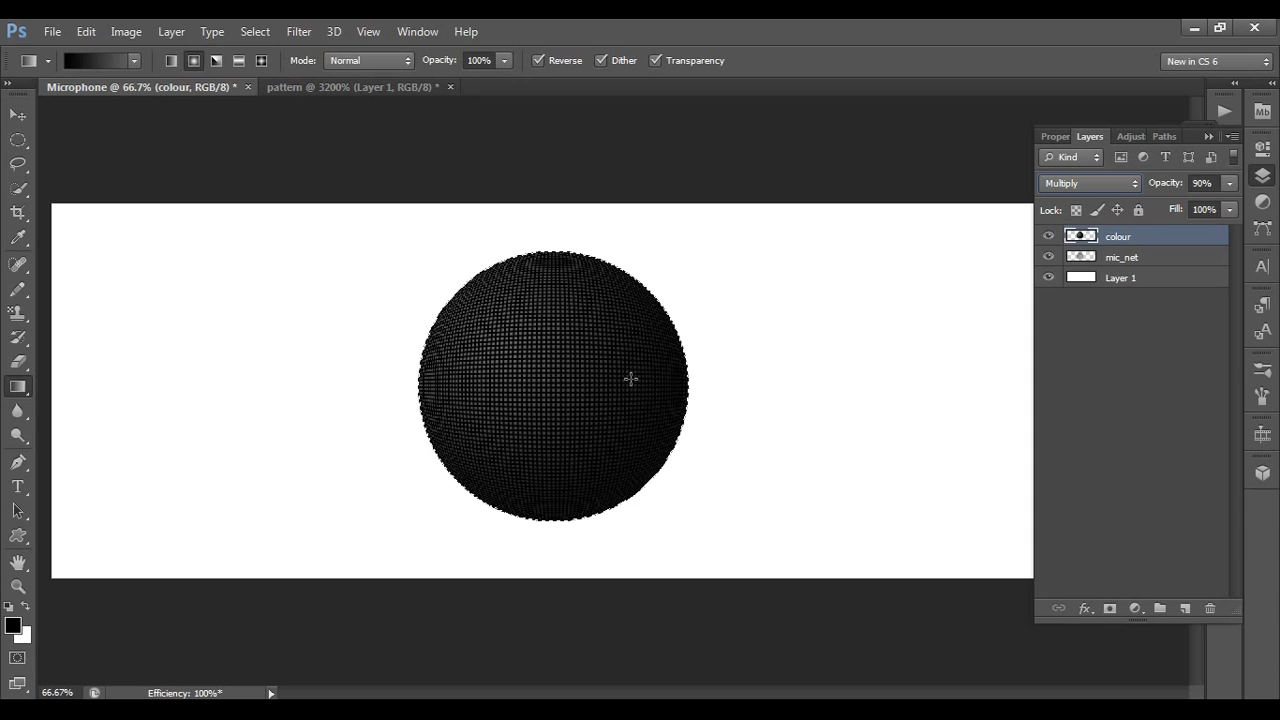 Ps File Edit Image Layer Type Select Filter 3D View Window Help
Mode: Normal Opacity: 100% Reverse Dither Transparency New in CS 6
Microphone @ 66.7% (colour, RGB/8) * × pattern @ 3200% (Layer 1, RGB/8) * ×
Mb
Proper Layers Adjust Paths
Kind
Multiply Opacity: 90%
Lock: Fill: 100%
colour
mic_net
Layer 1
fx
66.67% Efficiency: 100%*